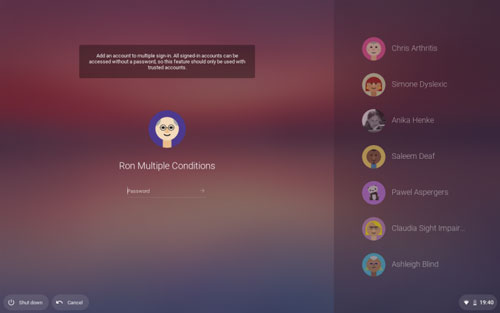 Add an account to multiple sign-in. All signed-in accounts can be
accessed without a password, so this feature should only be used with
trusted accounts.
Ron Multiple Conditions
Password
Chris Arthritis
Simone Dyslexic
Anika Henke
Saleem Deaf
Pawel Aspergers
Claudia Sight Impair...
Ashleigh Blind
Shut down
Cancel
19:40